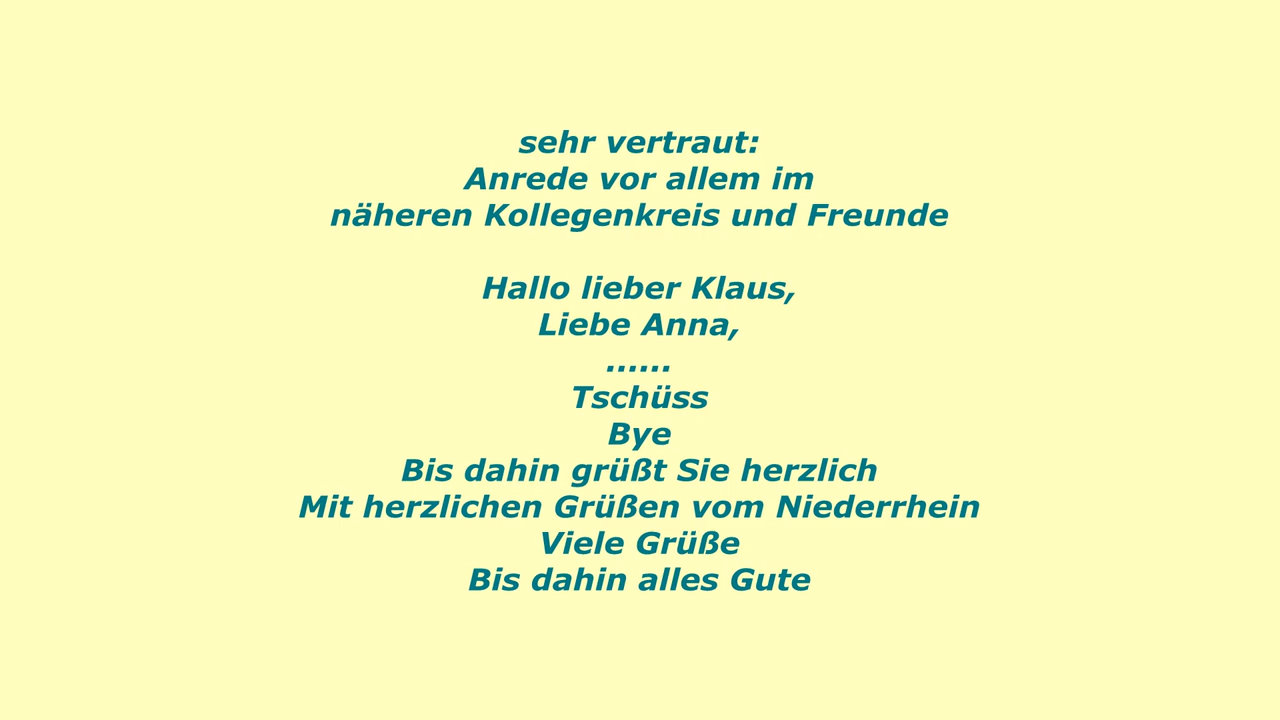 sehr vertraut:
Anrede vor allem im
näheren Kollegenkreis und Freunde
Hallo lieber Klaus,
Liebe Anna,
......
Tschüss
Bye
Bis dahin grüßt Sie herzlich
Mit herzlichen Grüßen vom Niederrhein
Viele Grüße
Bis dahin alles Gute